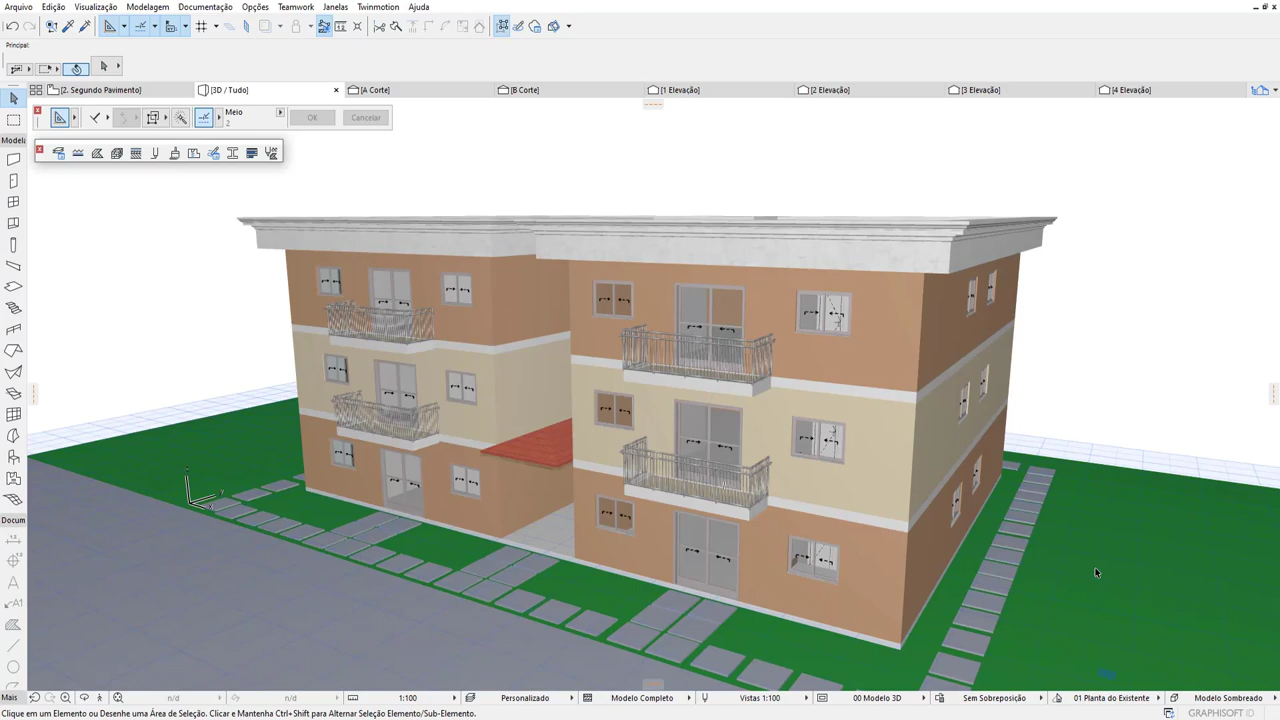 Arquivo Edição Visualização Modelagem Documentação Opções Teamwork Janelas Twinmotion Ajuda
Principal:
[2. Segundo Pavimento] [3D / Tudo] [A Corte] [B Corte] [1 Elevação] [2 Elevação] [3 Elevação] [4 Elevação]
Meio
2
OK Cancelar
Modela
Docum
Mais n/d n/d 1:100 Personalizado Modelo Completo Vistas 1:100 00 Modelo 3D Sem Sobreposição 01 Planta do Existente Modelo Sombreado
Clique em um Elemento ou Desenhe uma Área de Seleção. Clicar e Mantenha Ctrl+Shift para Alternar Seleção Elemento/Sub-Elemento.
GRAPHISOFT ID